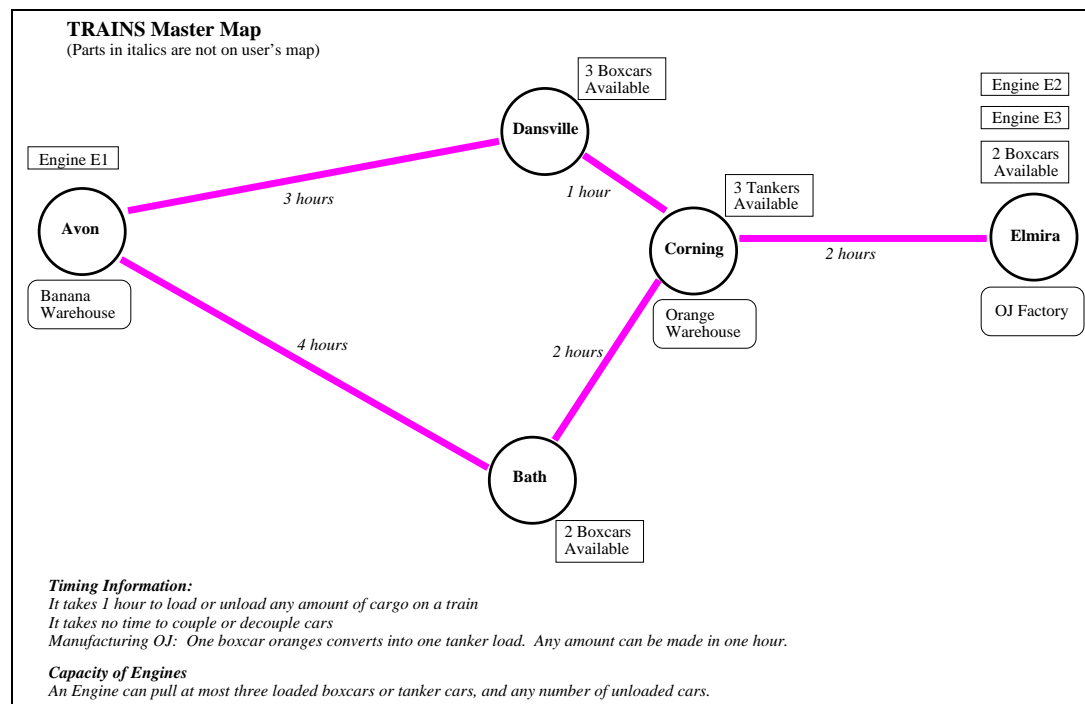 TRAINS Master Map
(Parts in italics are not on user's map)
3 Boxcars
Available
Engine E2
Engine E3
2 Boxcars
Available
Dansville
Engine E1
3 hours
1 hour
3 Tankers
Available
Avon
Corning
2 hours
Elmira
Banana
Warehouse
Orange
Warehouse
OJ Factory
4 hours
2 hours
Bath
2 Boxcars
Available
Timing Information:
It takes 1 hour to load or unload any amount of cargo on a train
It takes no time to couple or decouple cars
Manufacturing OJ: One boxcar oranges converts into one tanker load. Any amount can be made in one hour.
Capacity of Engines
An Engine can pull at most three loaded boxcars or tanker cars, and any number of unloaded cars.